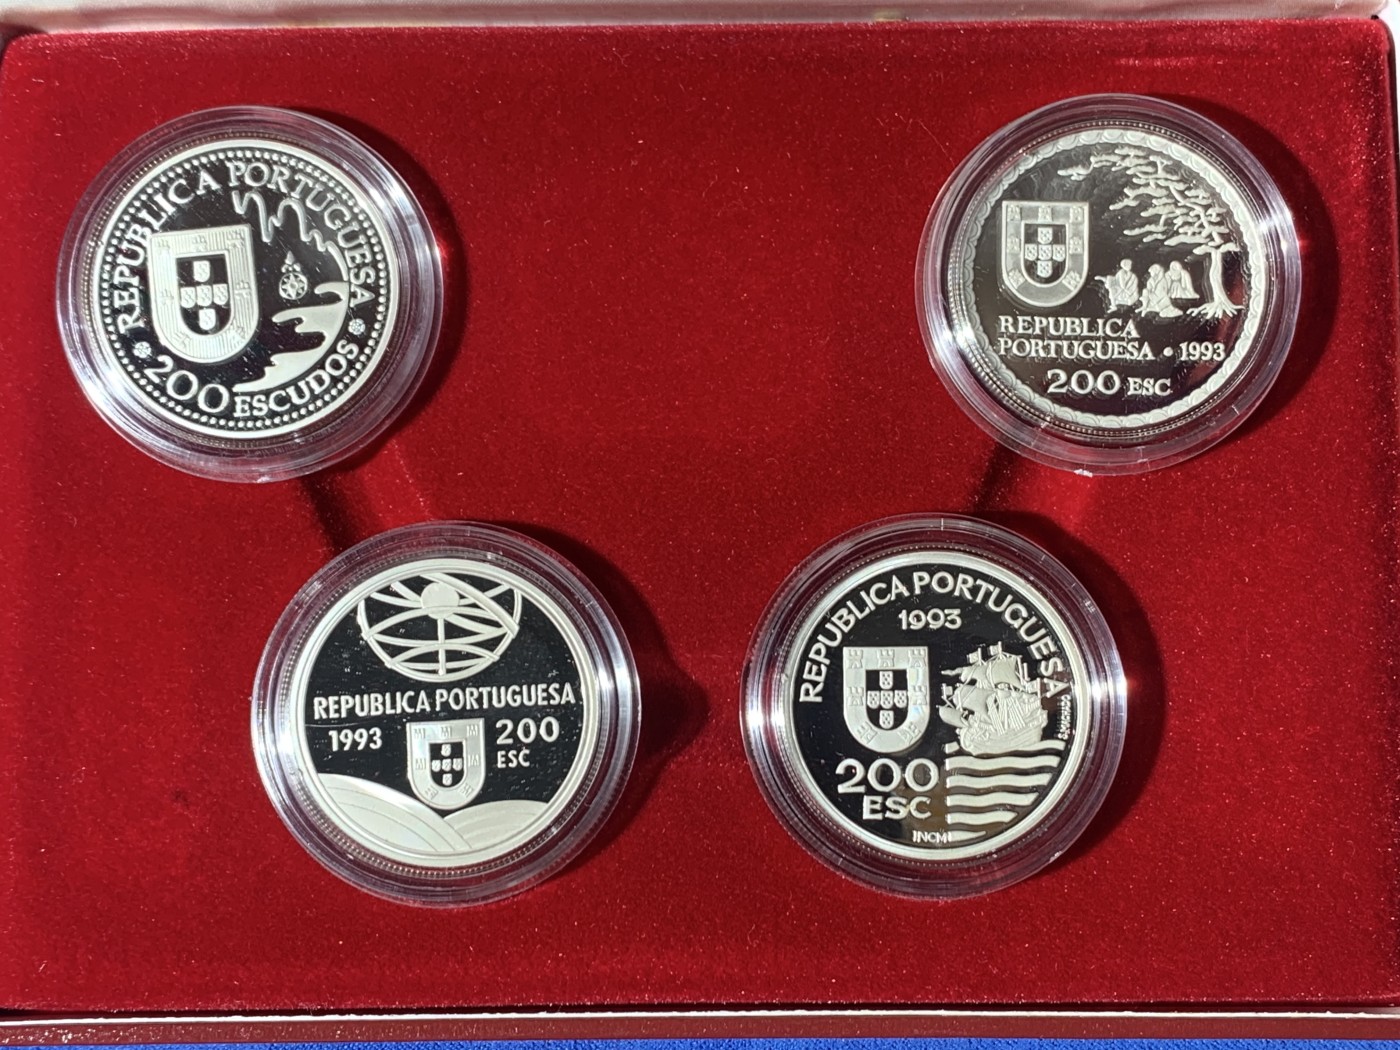 REPUBLICA PORTUGUESA
200 ESCUDOS
REPUBLICA
PORTUGUESA • 1993
200 ESC
REPUBLICA PORTUGUESA
1993
200
ESC
REPUBLICA PORTUGUESA
1993
200
ESC
INCM